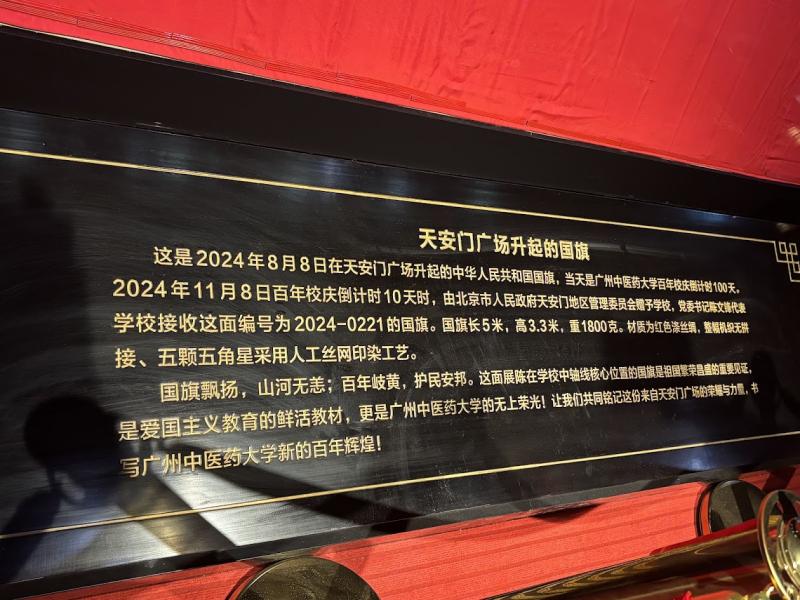 天安门广场升起的国旗
这是2024年8月8日在天安门广场升起的中华人民共和国国旗，当天是广州中医药大学百年校庆倒计时100天。
2024年11月8日百年校庆倒计时10天时，由北京市人民政府天安门地区管理委员会赠予学校，党委书记陈文锋代表
学校接收这面编号为2024-0221的国旗。国旗长5米，高3.3米，重1800克。材质为红色涤丝绸，整幅机织无拼
接、五颗五角星采用人工丝网印染工艺。
国旗飘扬，山河无恙；百年岐黄，护民安邦。这面展陈在学校中轴线核心位置的国旗是祖国繁荣昌盛的重要见证，
是爱国主义教育的鲜活教材，更是广州中医药大学的无上荣光！让我们共同铭记这份来自天安门广场的荣耀与力量，书
写广州中医药大学新的百年辉煌！